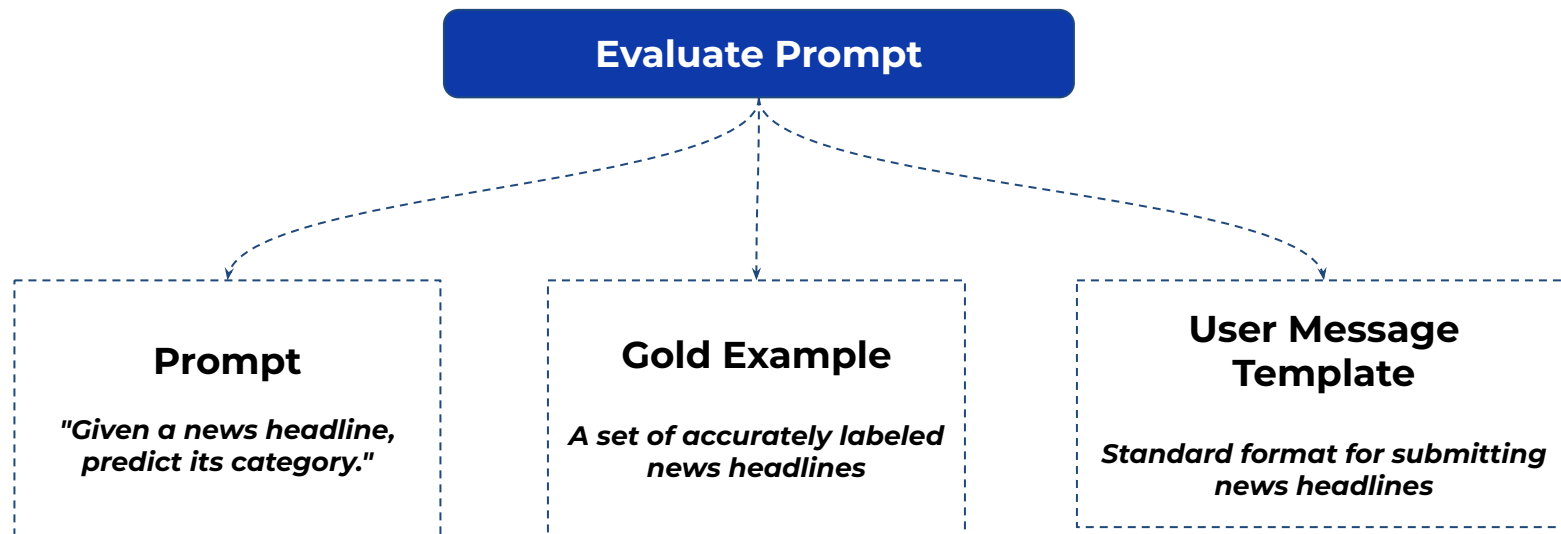 Evaluate Prompt
Prompt
"Given a news headline,
predict its category."
Gold Example
A set of accurately labeled
news headlines
User Message
Template
Standard format for submitting
news headlines